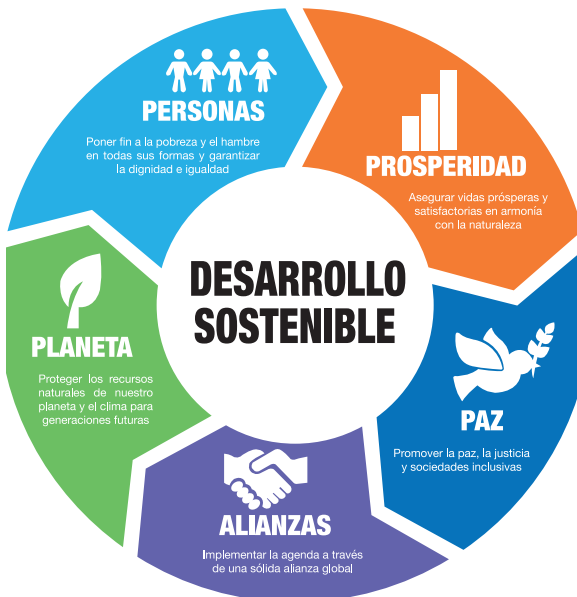 PERSONAS
Poner fin a la pobreza y el hambre
en todas sus formas y garantizar
la dignidad e igualdad
PROSPERIDAD
Asegurar vidas prósperas y
satisfactorias en armonía
con la naturaleza
DESARROLLO
SOSTENIBLE
PLANETA
Proteger los recursos
naturales de nuestro
planeta y el clima para
generaciones futuras
PAZ
Promover la paz, la justicia
y sociedades inclusivas
ALIANZAS
Implementar la agenda a través
de una sólida alianza global